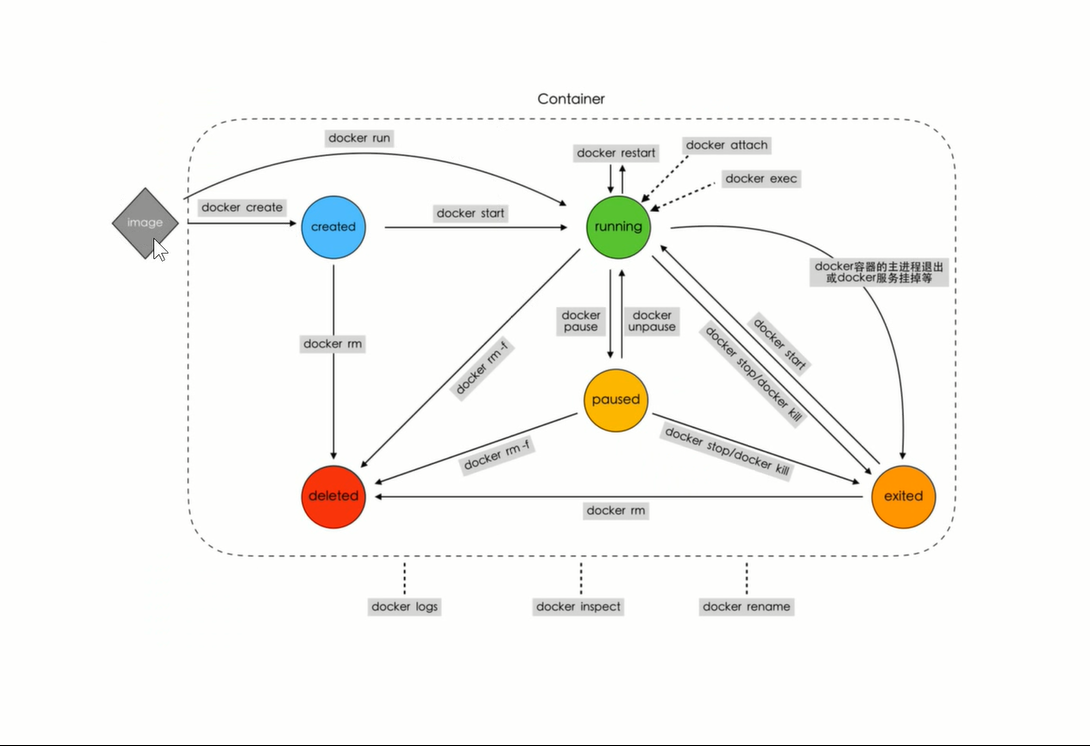 Container
docker run
docker restart
docker attach
docker exec
docker create
docker start
image
created
running
docker容器的主进程退出
或docker服务挂掉等
docker
pause
docker
unpause
docker rm
docker rm -f
docker start
docker stop/docker kill
paused
docker rm -f
docker stop/docker kill
deleted
exited
docker rm
docker logs
docker inspect
docker rename